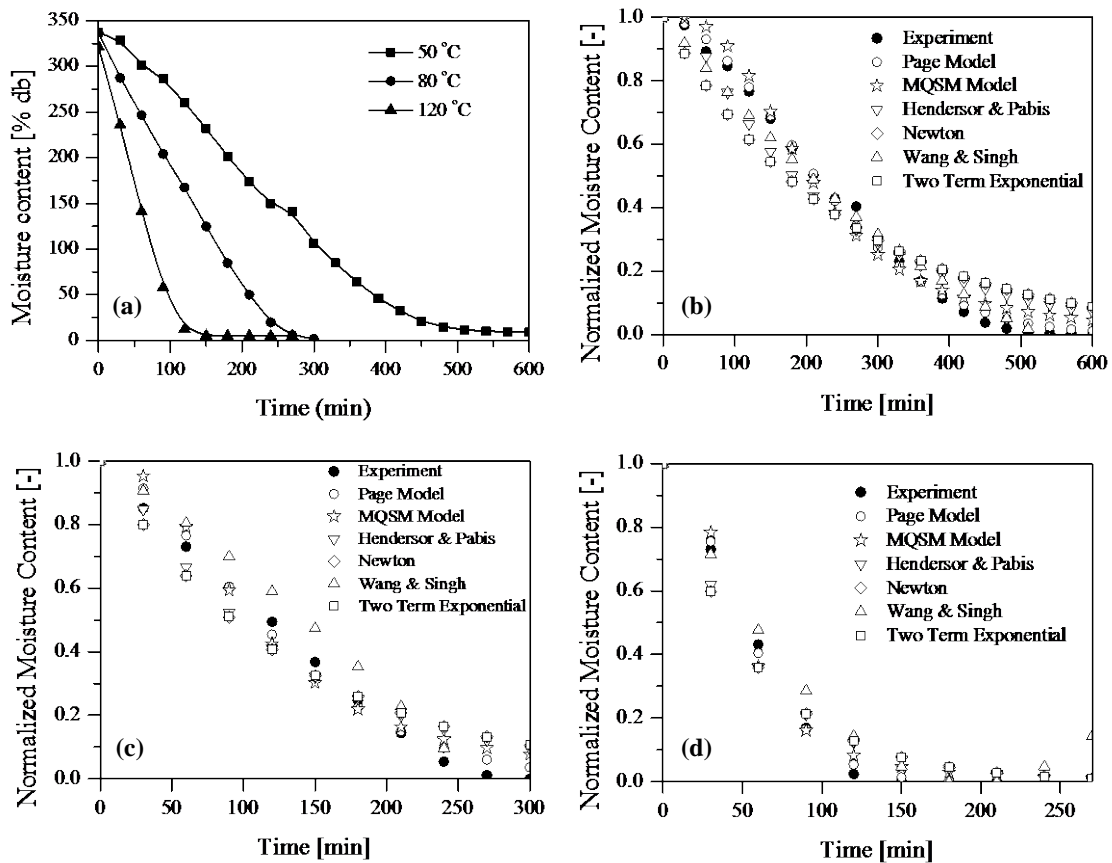 350
300
250
200
150
100
50
0
Moisture content [% db]
50 °C
80 °C
120 °C
(a)
0 100 200 300 400 500 600
Time (min)
1.0
0.8
0.6
0.4
0.2
0.0
Normalized Moisture Content [-]
Experiment
Page Model
MQSM Model
Hendersor & Pabis
Newton
Wang & Singh
Two Term Exponential
(b)
0 100 200 300 400 500 600
Time [min]
1.0
0.8
0.6
0.4
0.2
0.0
Normalized Moisture Content [-]
Experiment
Page Model
MQSM Model
Hendersor & Pabis
Newton
Wang & Singh
Two Term Exponential
(c)
0 50 100 150 200 250 300
Time [min]
1.0
0.8
0.6
0.4
0.2
0.0
Normalized Moisture Content [-]
Experiment
Page Model
MQSM Model
Hendersor & Pabis
Newton
Wang & Singh
Two Term Exponential
(d)
0 50 100 150 200 250
Time [min]